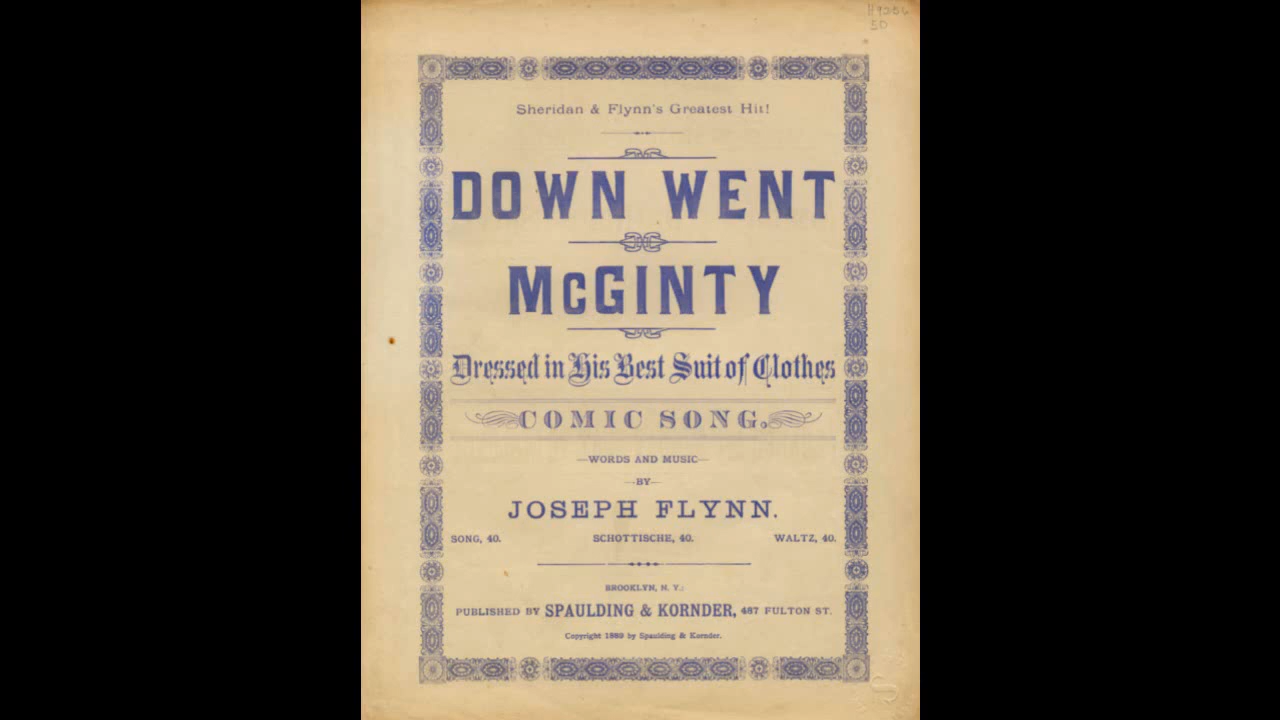 H9256
50
Sheridan & Flynn's Greatest Hit!
DOWN WENT
McGINTY
Dressed in His Best Suit of Clothes
COMIC SONG.
—WORDS AND MUSIC—
—BY—
JOSEPH FLYNN.
SONG, 40. SCHOTTISCHE, 40. WALTZ, 40.
BROOKLYN, N. Y.:
PUBLISHED BY SPAULDING & KORNDER, 487 FULTON ST.
Copyright 1889 by Spaulding & Kornder.